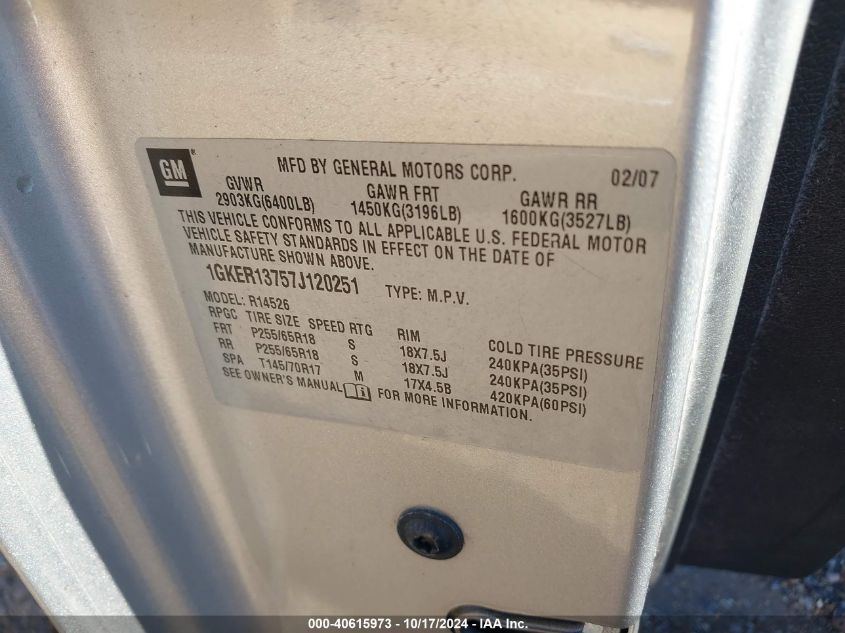 GM ®
MFD BY GENERAL MOTORS CORP. 02/07
GVWR GAWR FRT GAWR RR
2903KG(6400LB) 1450KG(3196LB) 1600KG(3527LB)
THIS VEHICLE CONFORMS TO ALL APPLICABLE U.S. FEDERAL MOTOR
VEHICLE SAFETY STANDARDS IN EFFECT ON THE DATE OF
MANUFACTURE SHOWN ABOVE.
1GKER13757J120251 TYPE: M.P.V.
MODEL: R14526
RPGC TIRE SIZE SPEED RTG RIM COLD TIRE PRESSURE
FRT P255/65R18 S 18X7.5J 240KPA(35PSI)
RR P255/65R18 S 18X7.5J 240KPA(35PSI)
SPA T145/70R17 M 17X4.5B 420KPA(60PSI)
SEE OWNER'S MANUAL FOR MORE INFORMATION.
000-40615973 - 10/17/2024 - IAA Inc.